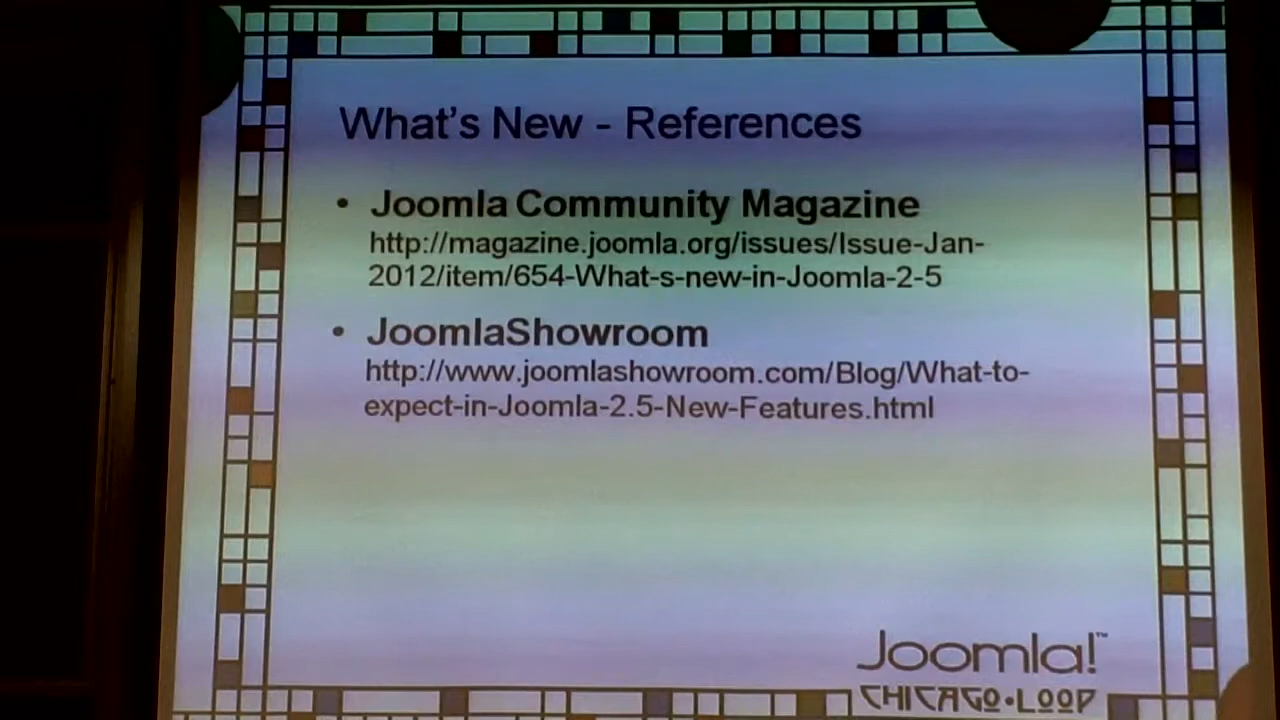 What's New - References
• Joomla Community Magazine
http://magazine.joomla.org/issues/Issue-Jan-
2012/item/654-What-s-new-in-Joomla-2-5
• JoomlaShowroom
http://www.joomlashowroom.com/Blog/What-to-
expect-in-Joomla-2.5-New-Features.html
Joomla!™
CHICAGO•LOOP